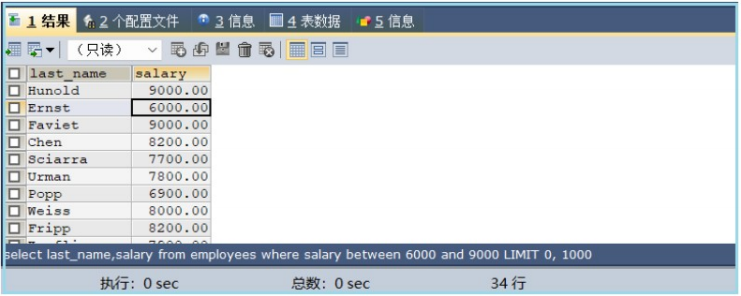 1 结果 2 个配置文件 3 信息 4 表数据 5 信息
（只读）
last_name salary
Hunold 9000.00
Ernst 6000.00
Faviet 9000.00
Chen 8200.00
Sciarra 7700.00
Urman 7800.00
Popp 6900.00
Weiss 8000.00
Fripp 8200.00
select last_name,salary from employees where salary between 6000 and 9000 LIMIT 0, 1000
执行: 0 sec 总数: 0 sec 34 行